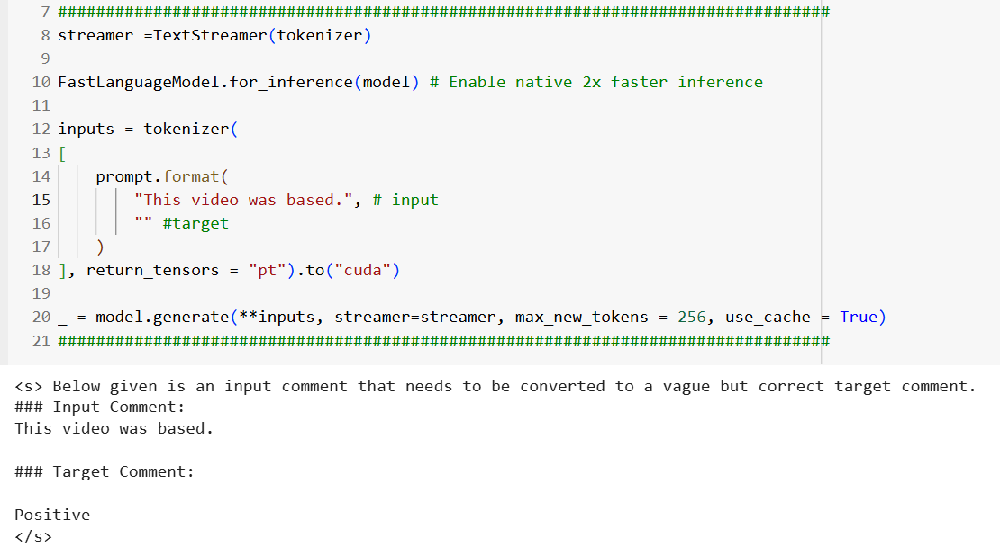 7 #################################################################################
8 streamer =TextStreamer(tokenizer)
9
10 FastLanguageModel.for_inference(model) # Enable native 2x faster inference
11
12 inputs = tokenizer(
13 [
14     prompt.format(
15         "This video was based.", # input
16         "" #target
17     )
18 ], return_tensors = "pt").to("cuda")
19
20 _ = model.generate(**inputs, streamer=streamer, max_new_tokens = 256, use_cache = True)
21 #################################################################################
<s> Below given is an input comment that needs to be converted to a vague but correct target comment.
### Input Comment:
This video was based.

### Target Comment:

Positive
</s>